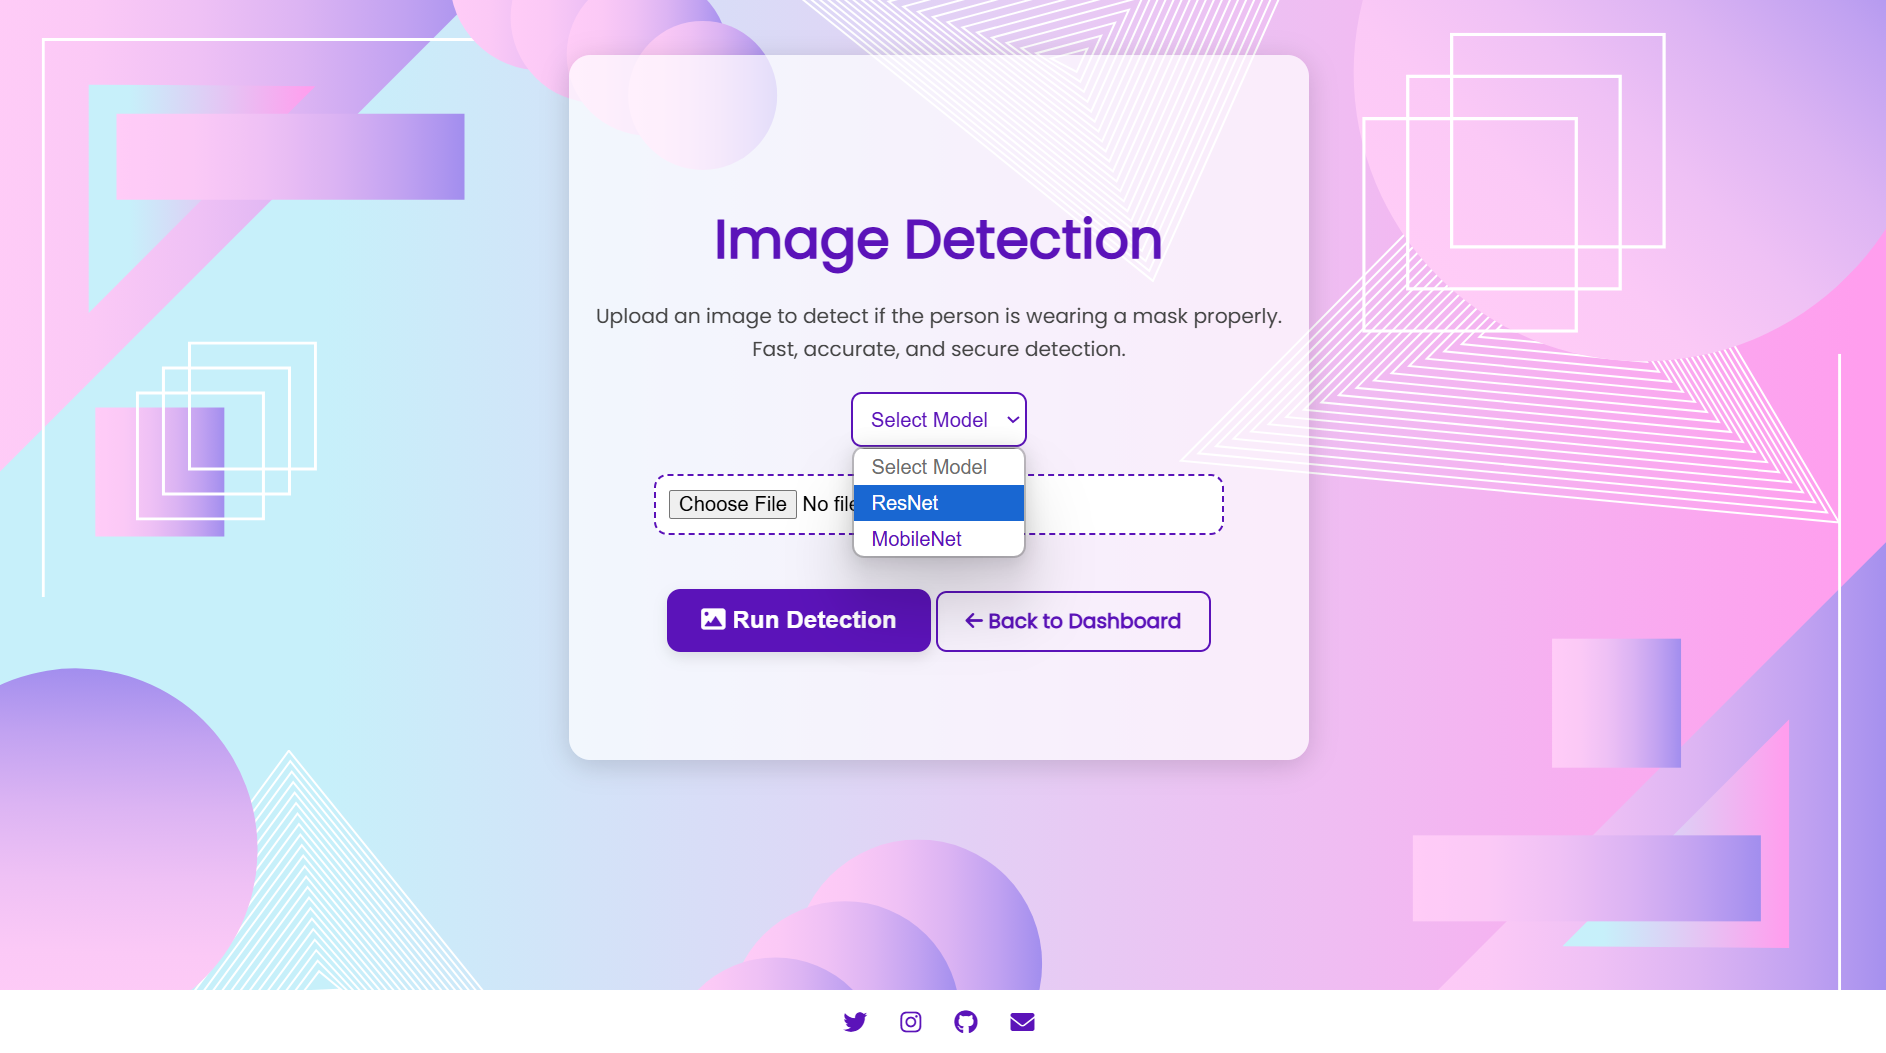 Image Detection
Upload an image to detect if the person is wearing a mask properly.
Fast, accurate, and secure detection.
Select Model
Select Model
ResNet
MobileNet
Choose File No file
Run Detection
Back to Dashboard